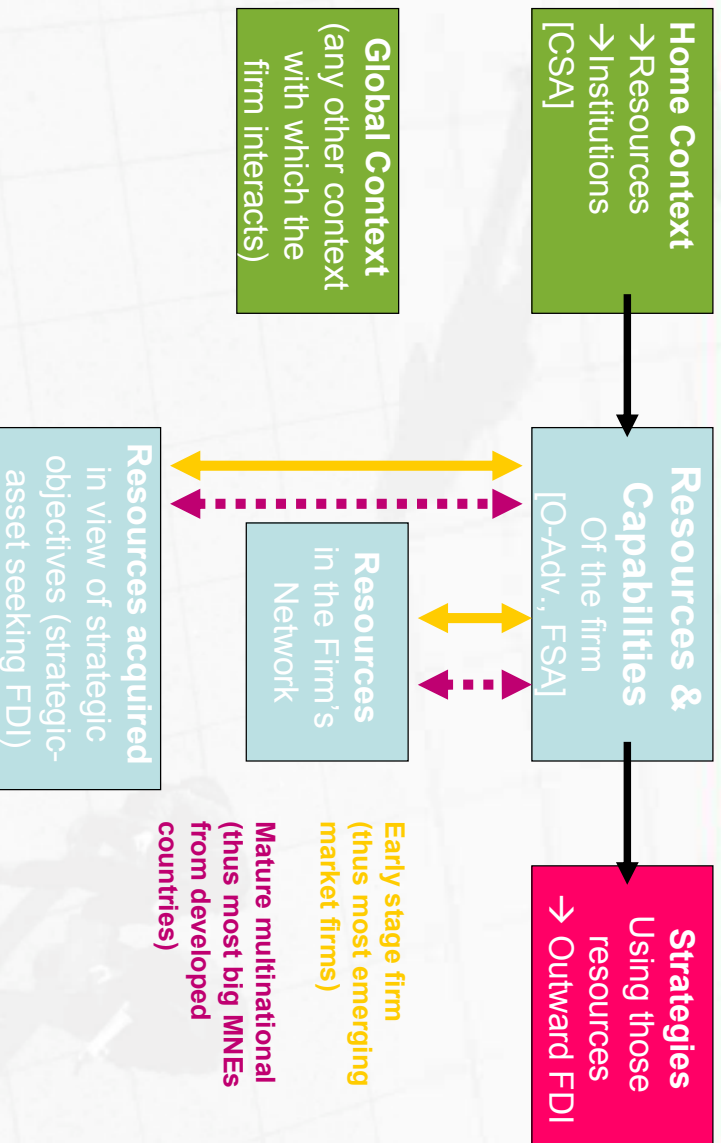 Home Context
→Resources
→Institutions
[CSA]
Global Context
(any other context
with which the
firm interacts)
Resources &
Capabilities
Of the firm
[O-Adv., FSA]
Resources
in the Firm's
Network
Resources acquired
in view of strategic
objectives (strategic-
asset seeking FDI)
Strategies
Using those
resources
→ Outward FDI
Early stage firm
(thus most emerging
market firms)
Mature multinational
(thus most big MNEs
from developed
countries)